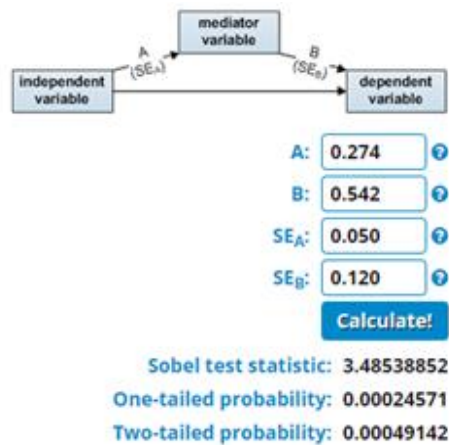 mediator
variable
A
(SEA)
B
(SEB)
independent
variable
dependent
variable
A: 0.274 ?
B: 0.542 ?
SEA: 0.050 ?
SEB: 0.120 ?
Calculate!
Sobel test statistic: 3.48538852
One-tailed probability: 0.00024571
Two-tailed probability: 0.00049142